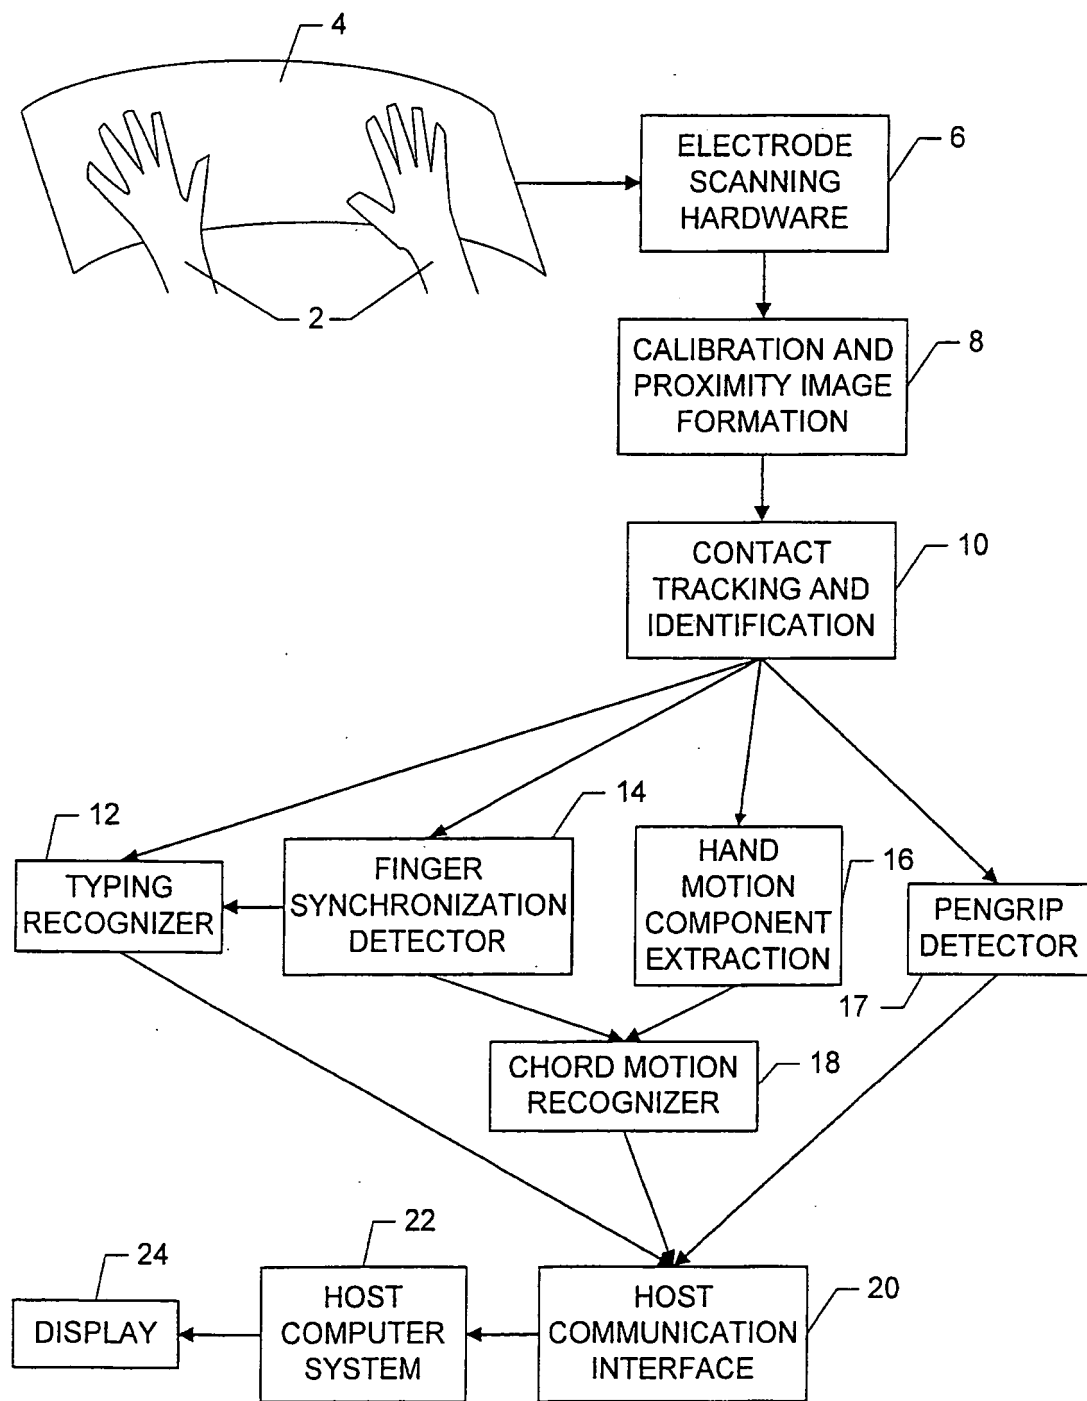 4
2
ELECTRODE
SCANNING
HARDWARE
6
CALIBRATION AND
PROXIMITY IMAGE
FORMATION
8
CONTACT
TRACKING AND
IDENTIFICATION
10
12
TYPING
RECOGNIZER
14
FINGER
SYNCHRONIZATION
DETECTOR
HAND
MOTION
COMPONENT
EXTRACTION
16
PENGRIP
DETECTOR
17
CHORD MOTION
RECOGNIZER
18
24
DISPLAY
22
HOST
COMPUTER
SYSTEM
HOST
COMMUNICATION
INTERFACE
20